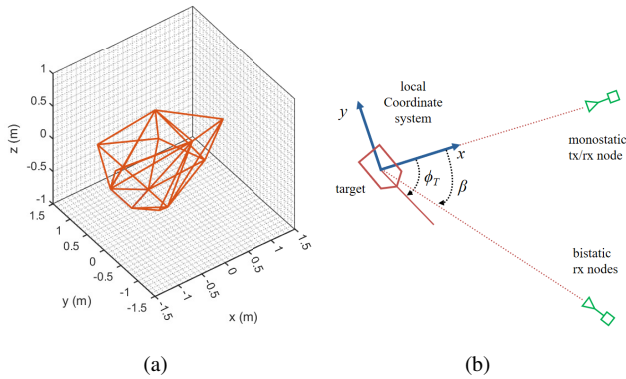 1
0.5
0
-0.5
-1
z (m)
1.5
1
0.5
0
-0.5
-1
-1.5
y (m)
-1.5
-1
-0.5
0
0.5
1
1.5
x (m)
(a)
local
Coordinate
system
y
x
target
ϕT
β
monostatic
tx/rx node
bistatic
rx nodes
(b)